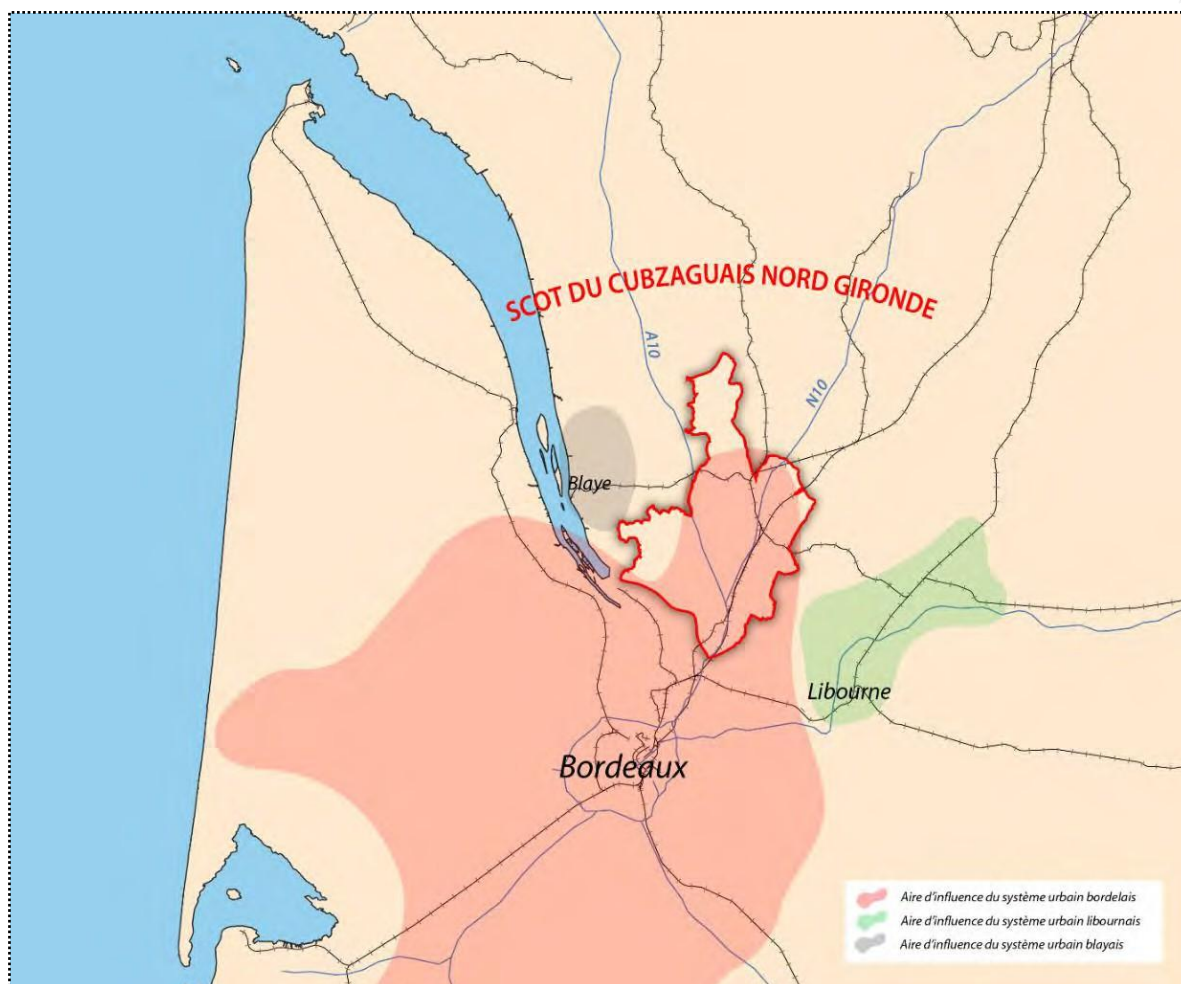 SCOT DU CUBZAGUAIS NORD GIRONDE
A10
N10
Blaye
Libourne
Bordeaux
Aire d'influence du système urbain bordelais
Aire d'influence du système urbain libournais
Aire d'influence du système urbain blayais